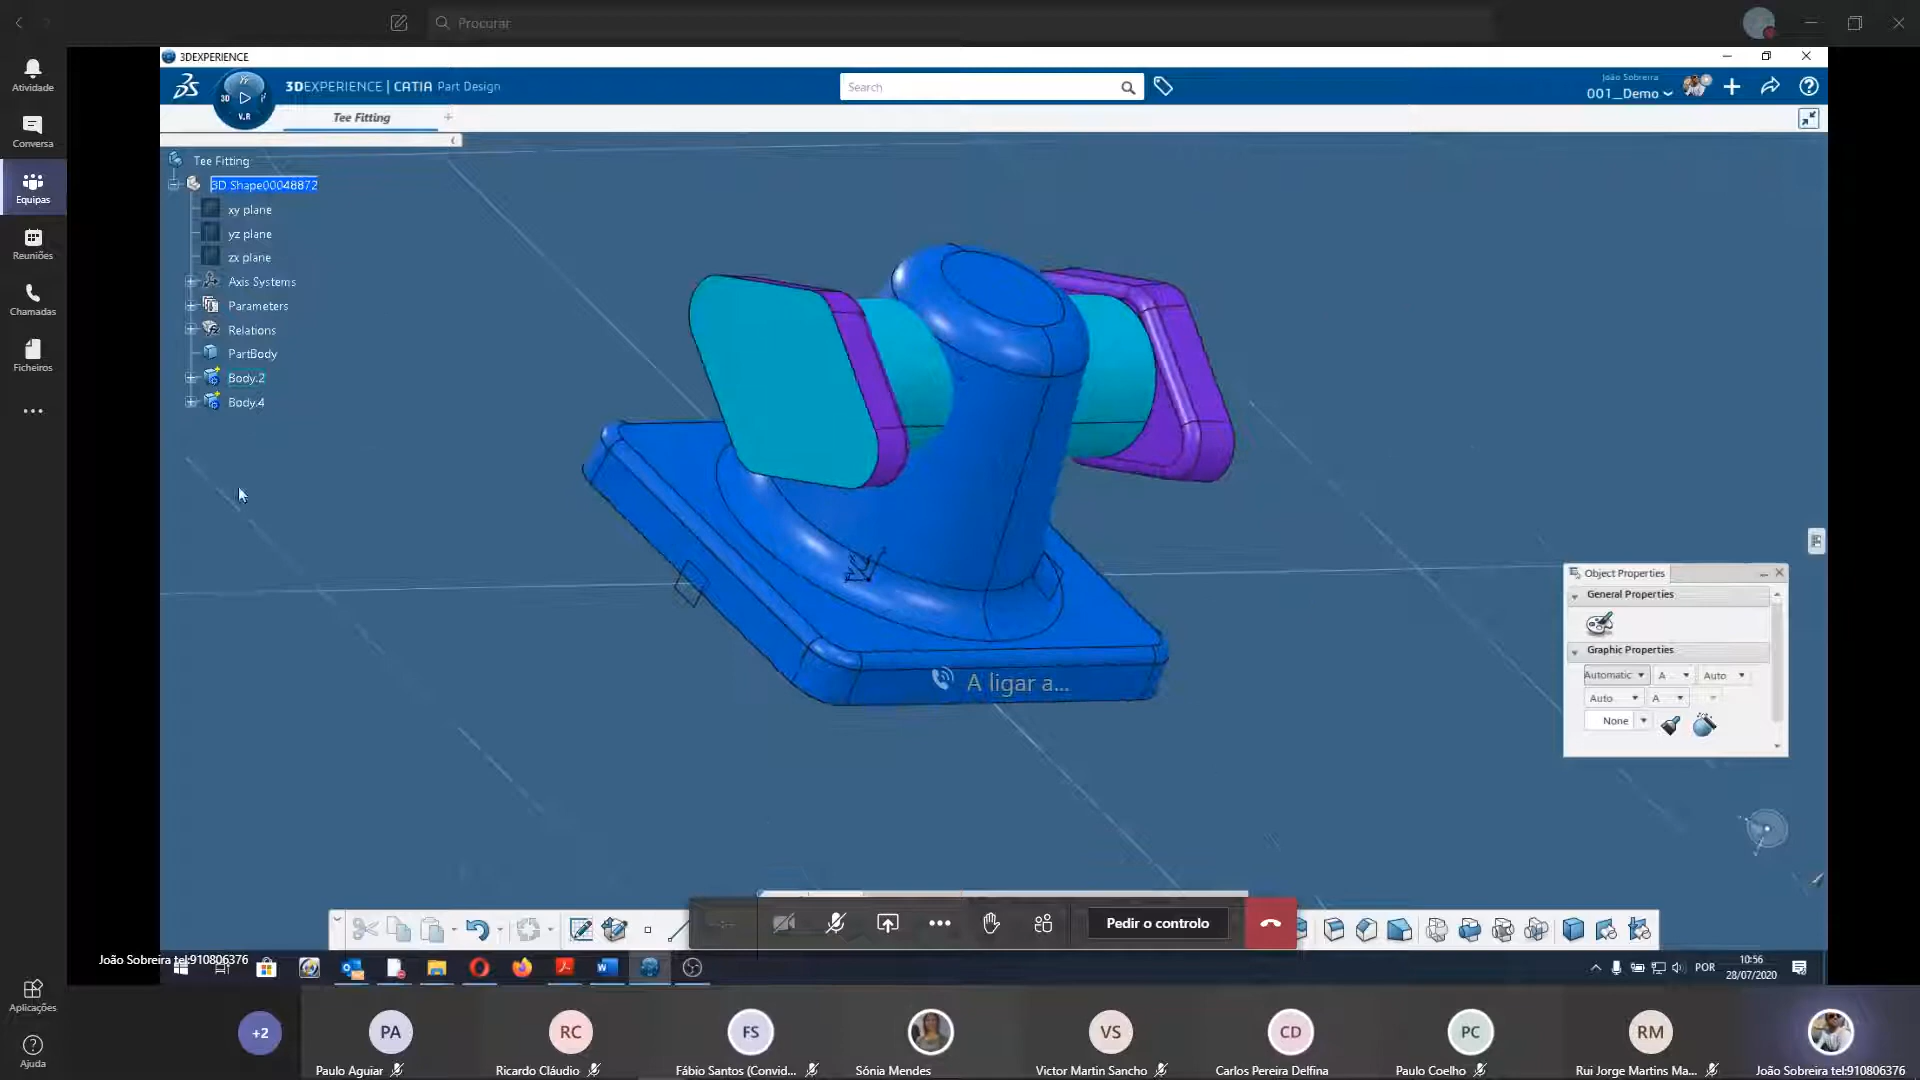 Procurar
Atividade
Conversa
Equipas
Reuniões
Chamadas
Ficheiros
Aplicações
Ajuda
3DEXPERIENCE
3DEXPERIENCE | CATIA Part Design
3D
V.R
Search
João Sobreira
001_Demo
Tee Fitting
Tee Fitting
3D Shape00048872
xy plane
yz plane
zx plane
Axis Systems
Parameters
Relations
PartBody
Body.2
Body.4
A ligar a...
Object Properties
General Properties
Graphic Properties
Automatic A... Auto
Auto A...
None
Pedir o controlo
João Sobreira tel:910806376
POR
10:56
28/07/2020
+2
PA
Paulo Aguiar
RC
Ricardo Cláudio
FS
Fábio Santos (Convid...
Sónia Mendes
VS
Victor Martin Sancho
CD
Carlos Pereira Delfina
PC
Paulo Coelho
RM
Rui Jorge Martins Ma...
João Sobreira tel:910806376